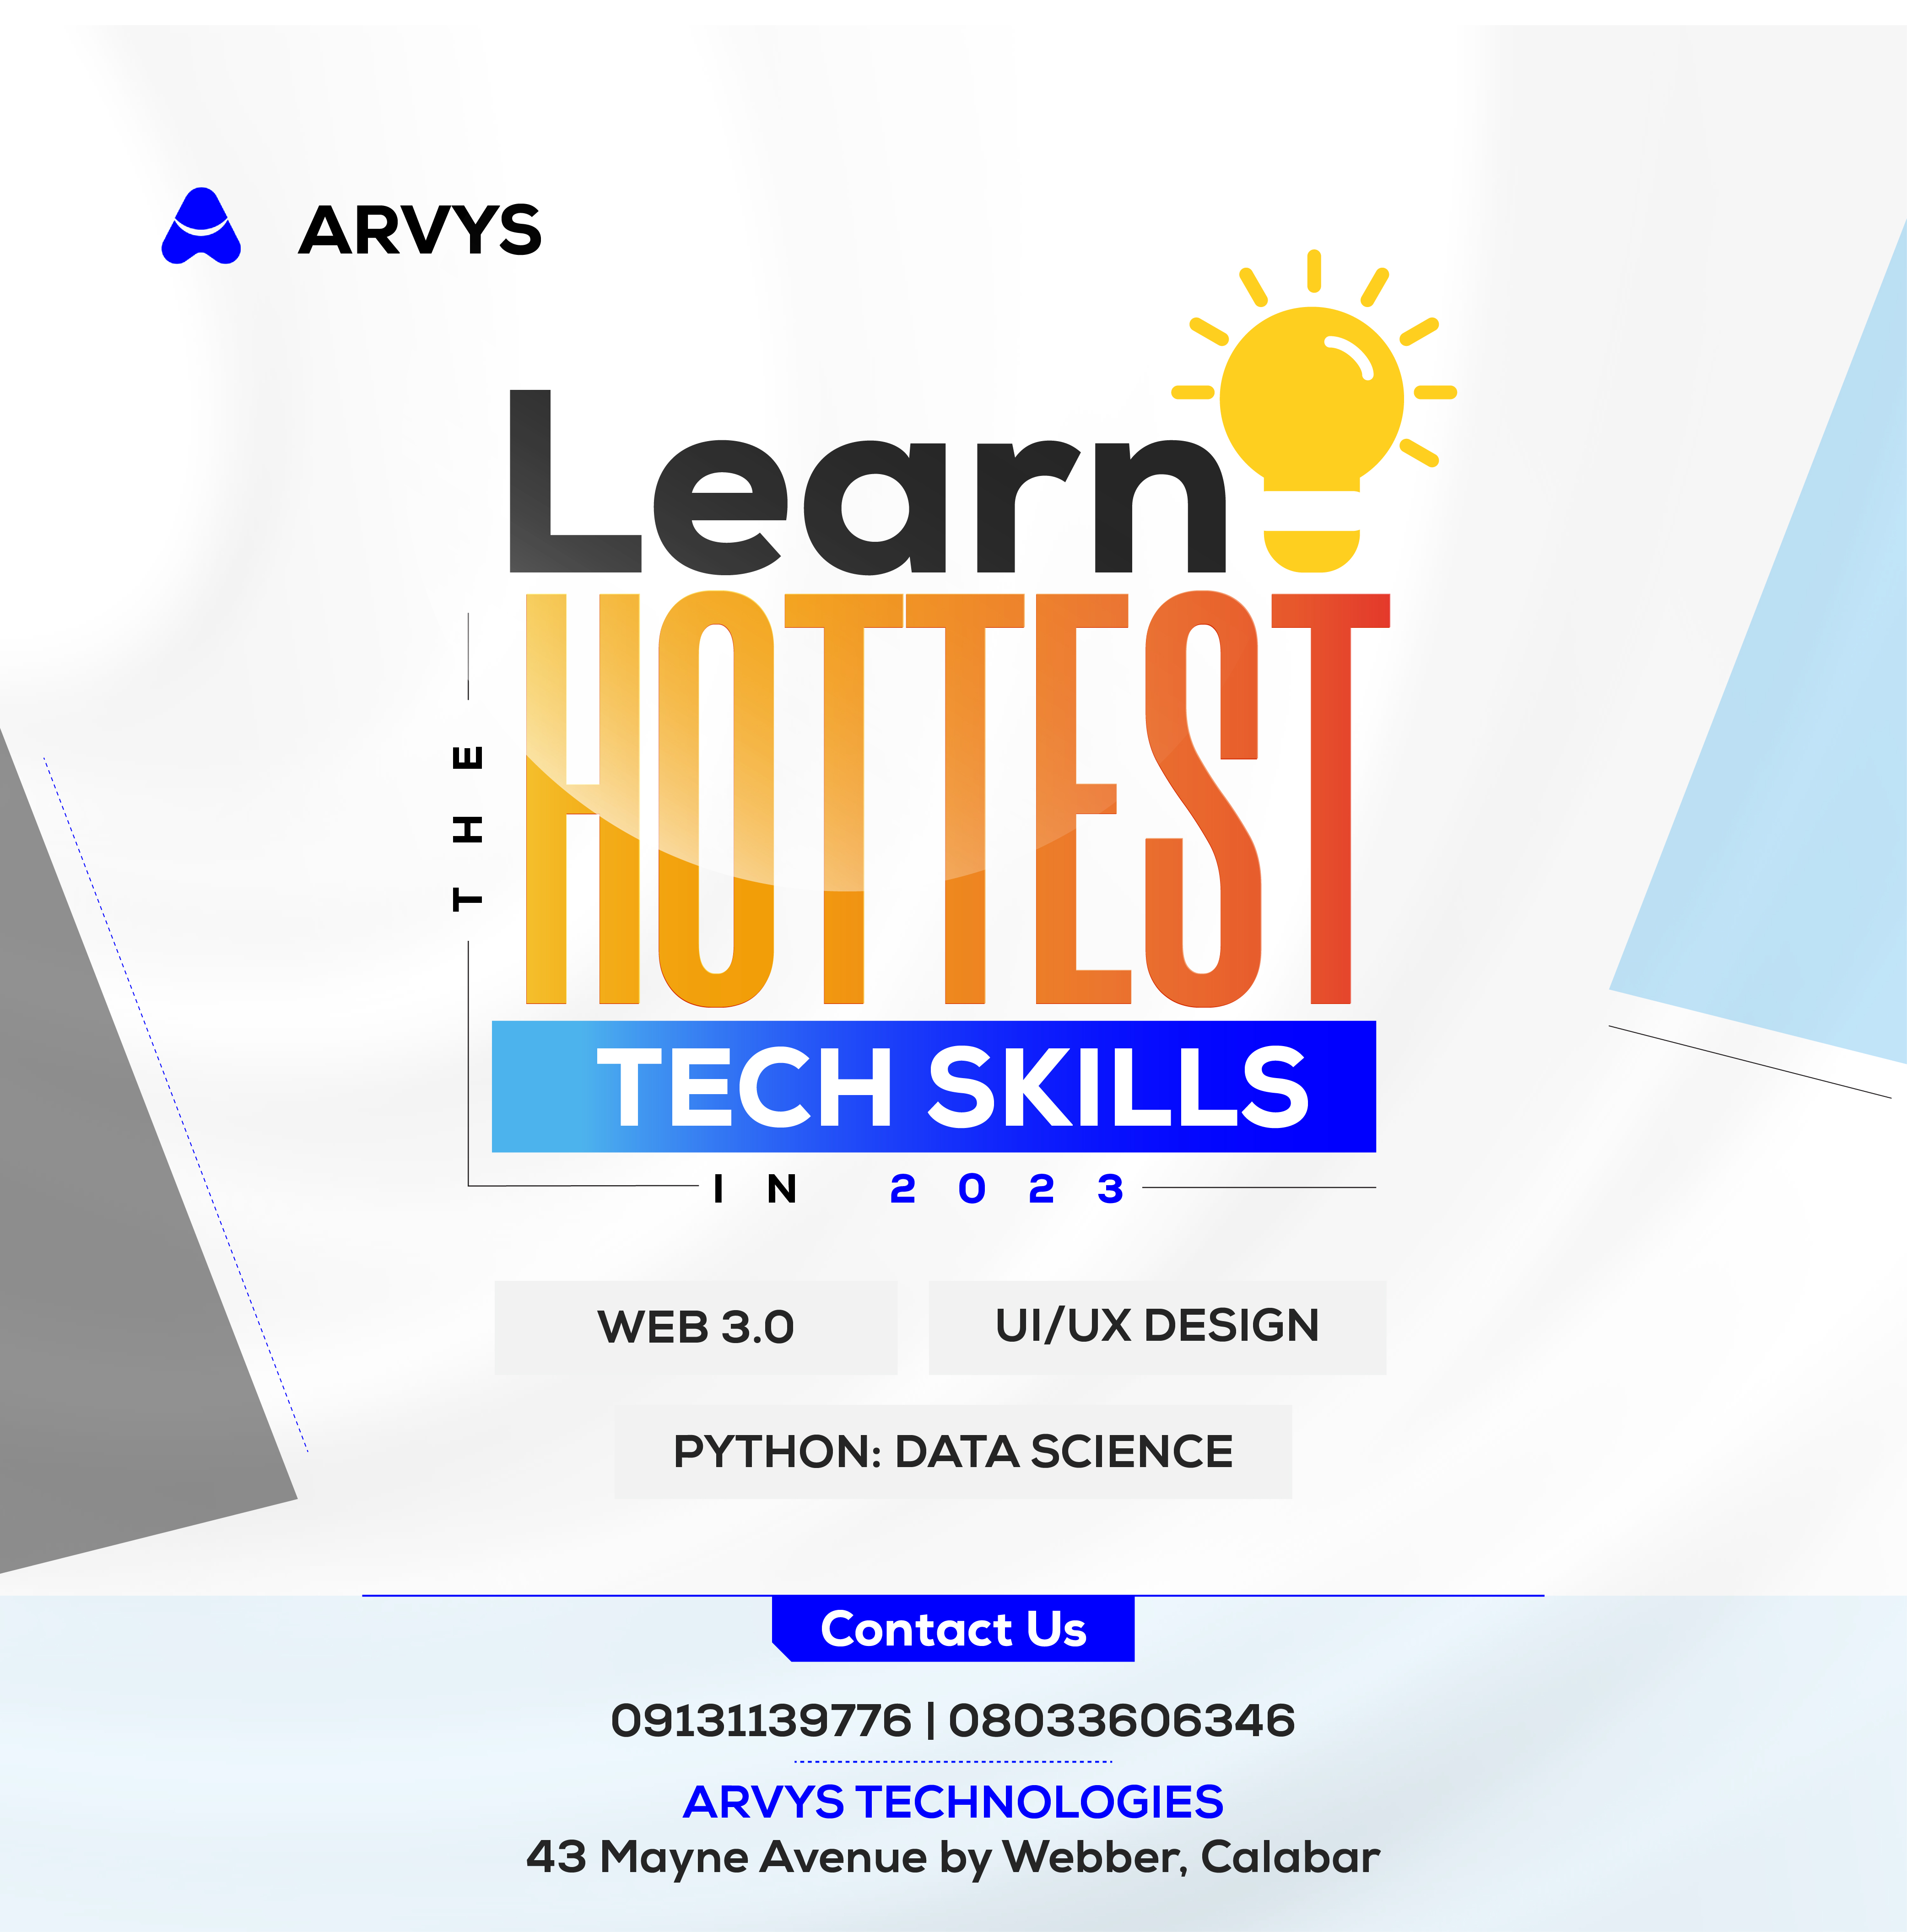 ARVYS
Learn
THE
HOTTEST
TECH SKILLS
IN 2023
WEB 3.0
UI/UX DESIGN
PYTHON: DATA SCIENCE
Contact Us
09131139776 | 08033606346
ARVYS TECHNOLOGIES
43 Mayne Avenue by Webber, Calabar